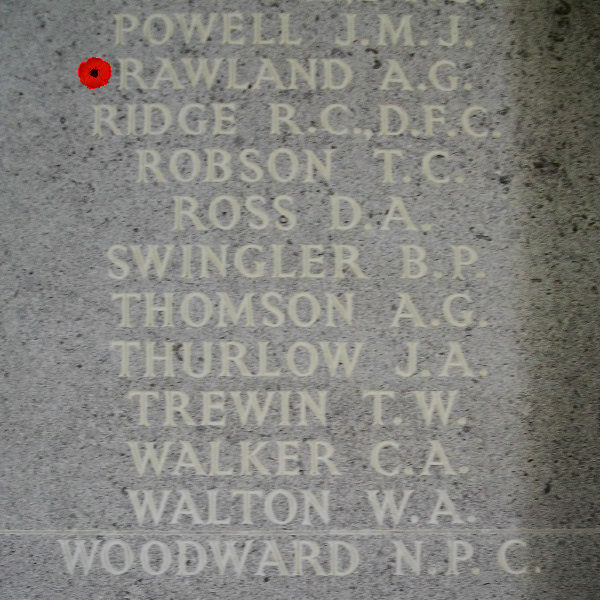 POWELL J.M.J.
RAWLAND A.G.
RIDGE R.C.,D.F.C.
ROBSON T.C.
ROSS D.A.
SWINGLER B.P.
THOMSON A.G.
THURLOW J.A.
TREWIN T.W.
WALKER C.A.
WALTON W.A.
WOODWARD N.P.C.